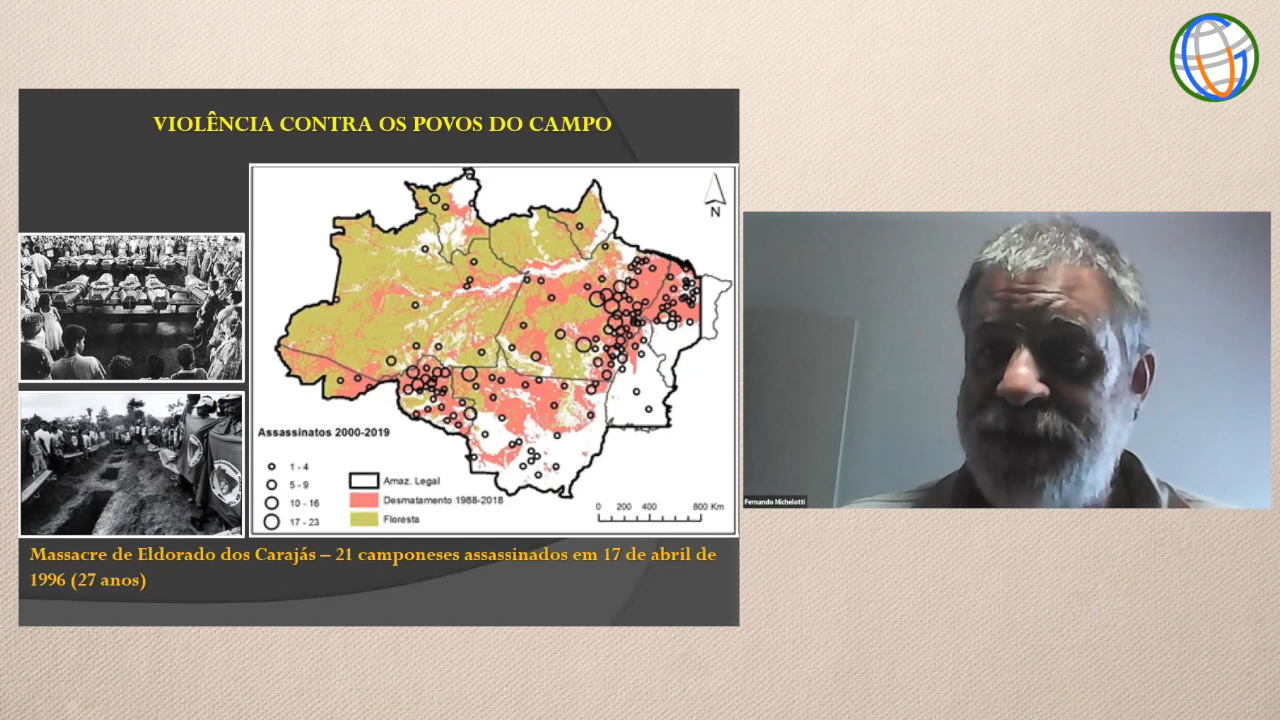 VIOLÊNCIA CONTRA OS POVOS DO CAMPO
N
Assassinatos 2000-2019
1 - 4
5 - 9
10 - 16
17 - 23
Amaz. Legal
Desmatamento 1988-2018
Floresta
0 200 400 800 Km
Massacre de Eldorado dos Carajás – 21 camponeses assassinados em 17 de abril de
1996 (27 anos)
Fernando Michelotti